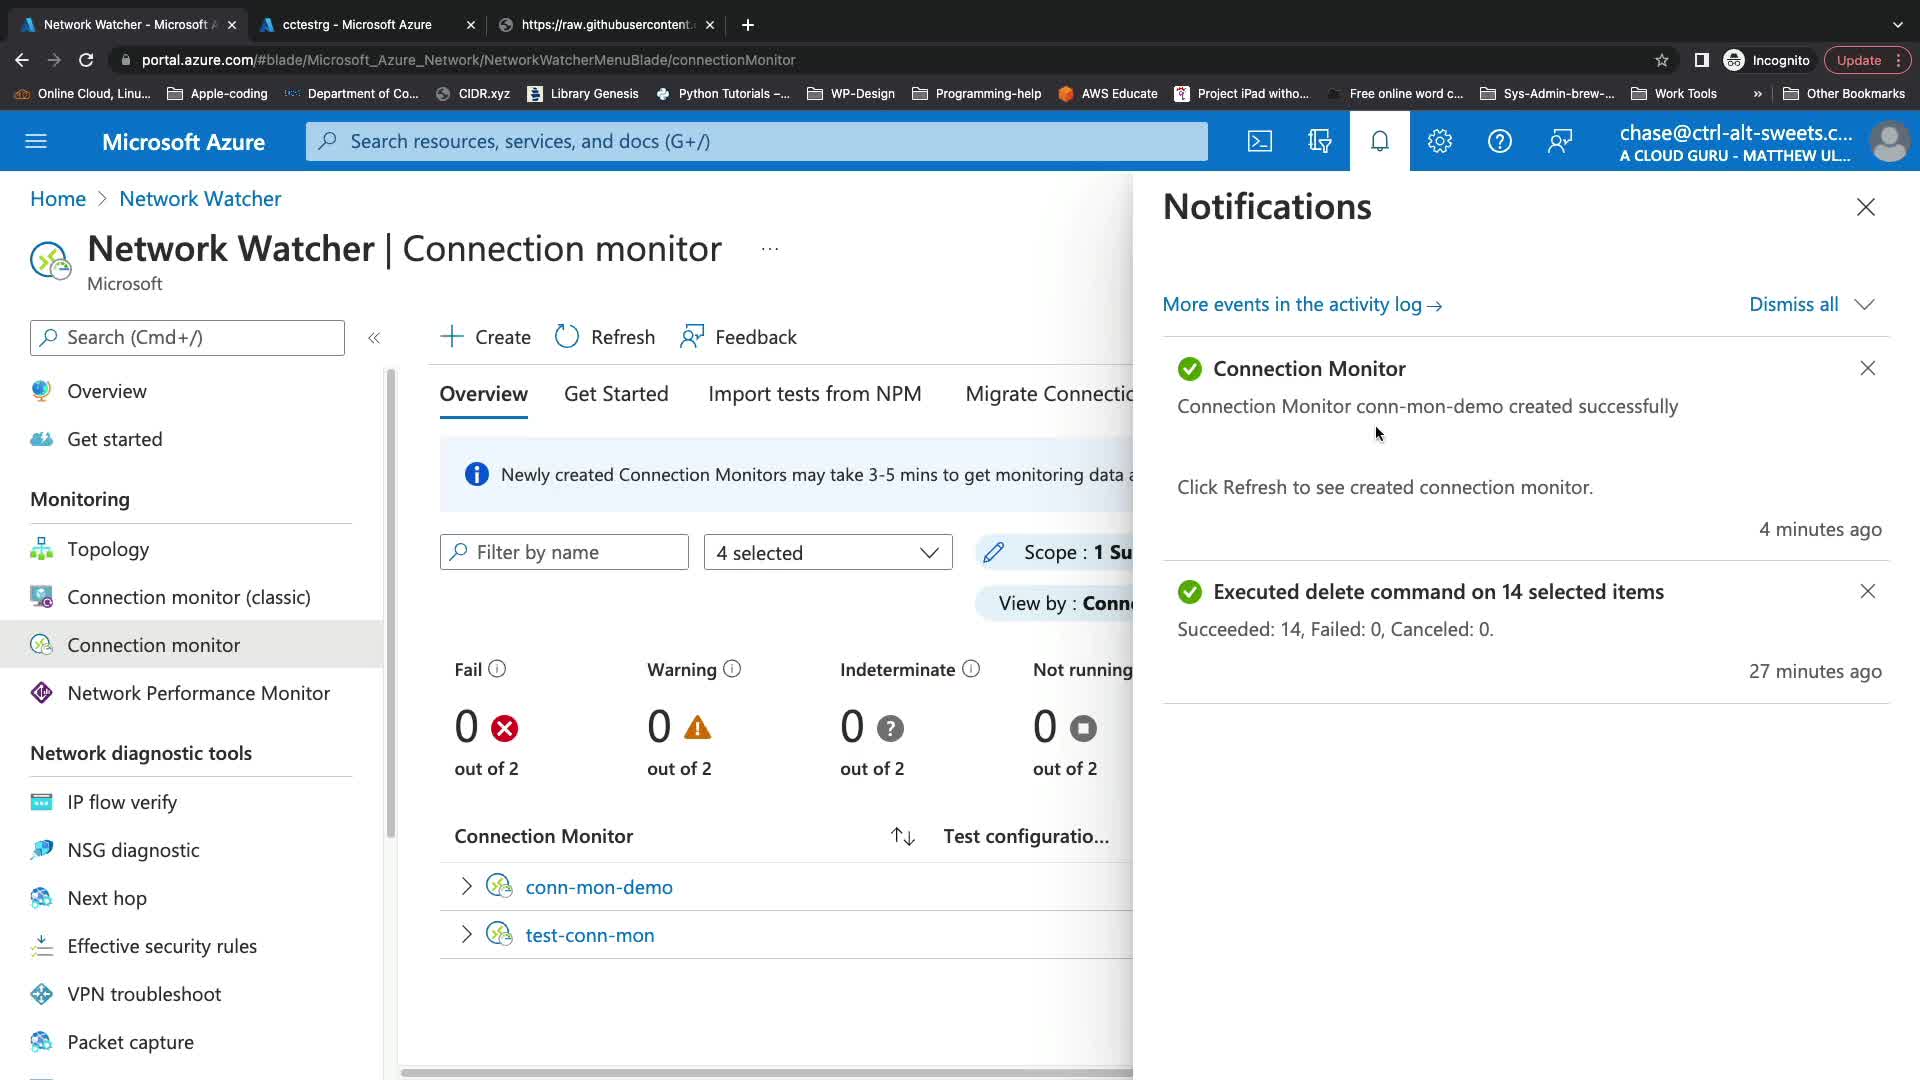 Network Watcher - Microsoft A
cctestrg - Microsoft Azure
https://raw.githubusercontent.
portal.azure.com/#blade/Microsoft_Azure_Network/NetworkWatcherMenuBlade/connectionMonitor
Incognito
Update
Online Cloud, Linu...
Apple-coding
Department of Co...
CIDR.xyz
Library Genesis
Python Tutorials –...
WP-Design
Programming-help
AWS Educate
Project iPad witho...
Free online word c...
Sys-Admin-brew-...
Work Tools
»
Other Bookmarks
Microsoft Azure
Search resources, services, and docs (G+/)
chase@ctrl-alt-sweets.c...
A CLOUD GURU - MATTHEW UL...
Home > Network Watcher
Network Watcher | Connection monitor
...
Microsoft
Search (Cmd+/)
«
Overview
Get started
Monitoring
Topology
Connection monitor (classic)
Connection monitor
Network Performance Monitor
Network diagnostic tools
IP flow verify
NSG diagnostic
Next hop
Effective security rules
VPN troubleshoot
Packet capture
Create
Refresh
Feedback
Overview
Get Started
Import tests from NPM
Migrate Connectio
Newly created Connection Monitors may take 3-5 mins to get monitoring data a
Filter by name
4 selected
Scope : 1 Su
View by : Conn
Fail
Warning
Indeterminate
Not running
0
0
0
0
out of 2
out of 2
out of 2
out of 2
Connection Monitor
Test configuratio...
conn-mon-demo
test-conn-mon
Notifications
More events in the activity log →
Dismiss all
Connection Monitor
Connection Monitor conn-mon-demo created successfully
Click Refresh to see created connection monitor.
4 minutes ago
Executed delete command on 14 selected items
Succeeded: 14, Failed: 0, Canceled: 0.
27 minutes ago